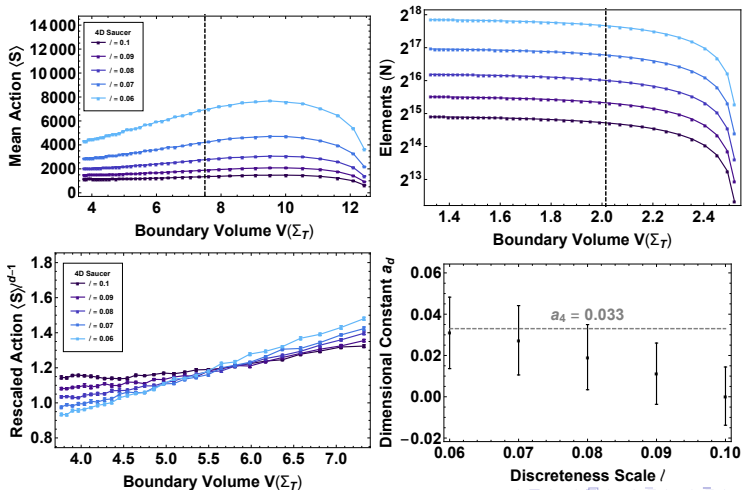 Mean Action ⟨S⟩
16000
14000
12000
10000
8000
6000
4000
2000
0
4D Saucer
l = 0.1
l = 0.09
l = 0.08
l = 0.07
l = 0.06
4 6 8 10 12
Boundary Volume V(Σ_T)
Elements (N)
2^18
2^17
2^16
2^15
2^14
2^13
1.4 1.6 1.8 2.0 2.2 2.4
Boundary Volume V(Σ_T)
Rescaled Action ⟨S⟩l^d−1
1.8
1.6
1.4
1.2
1.0
0.8
4D Saucer
l = 0.1
l = 0.09
l = 0.08
l = 0.07
l = 0.06
4.0 4.5 5.0 5.5 6.0 6.5 7.0
Boundary Volume V(Σ_T)
Dimensional Constant a_d
0.06
0.04
0.02
0.00
−0.02
a_4 = 0.033
0.06 0.07 0.08 0.09 0.10
Discreteness Scale l